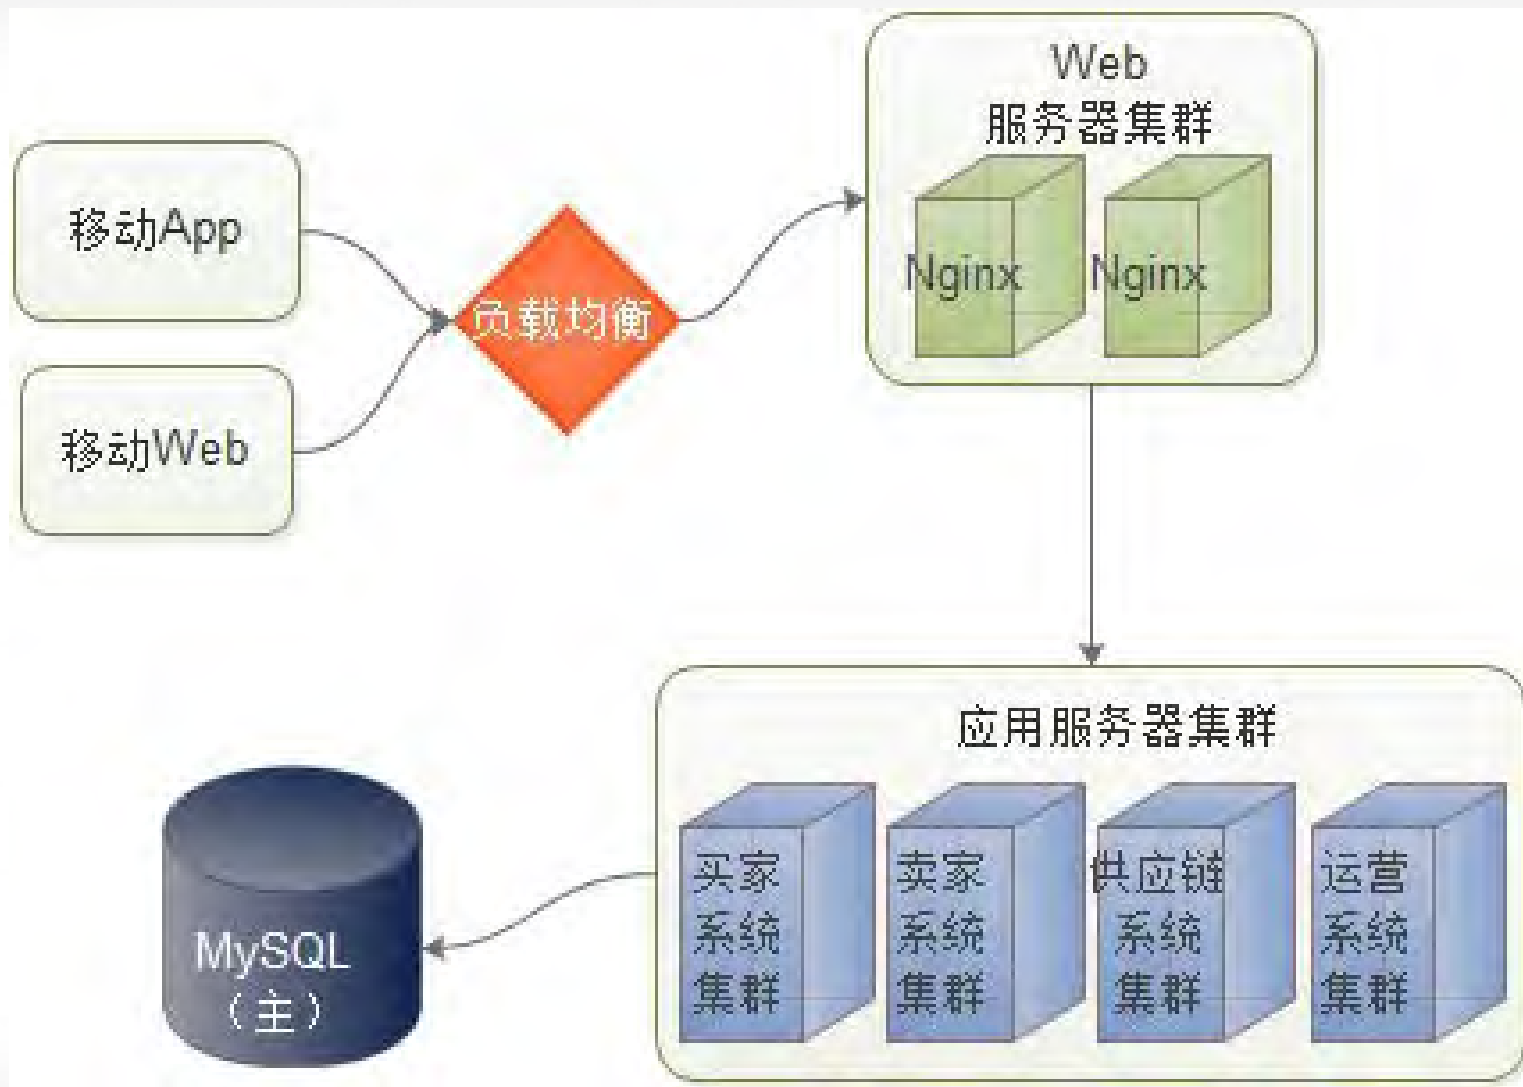 Web
服务器集群
Nginx
Nginx
移动App
负载均衡
移动Web
应用服务器集群
买家
系统
集群
卖家
系统
集群
供应链
系统
集群
运营
系统
集群
MySQL
（主）